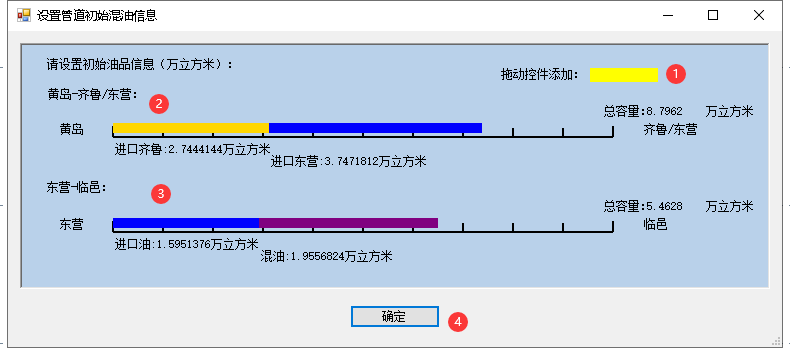 设置管道初始混油信息
请设置初始油品信息（万立方米）：
拖动控件添加：
1
黄岛-齐鲁/东营：
2
总容量:8.7962 万立方米
黄岛
齐鲁/东营
进口齐鲁:2.7444144万立方米
进口东营:3.7471812万立方米
东营-临邑：
3
总容量:5.4628 万立方米
东营
临邑
进口油:1.5951376万立方米
混油:1.9556824万立方米
确定
4